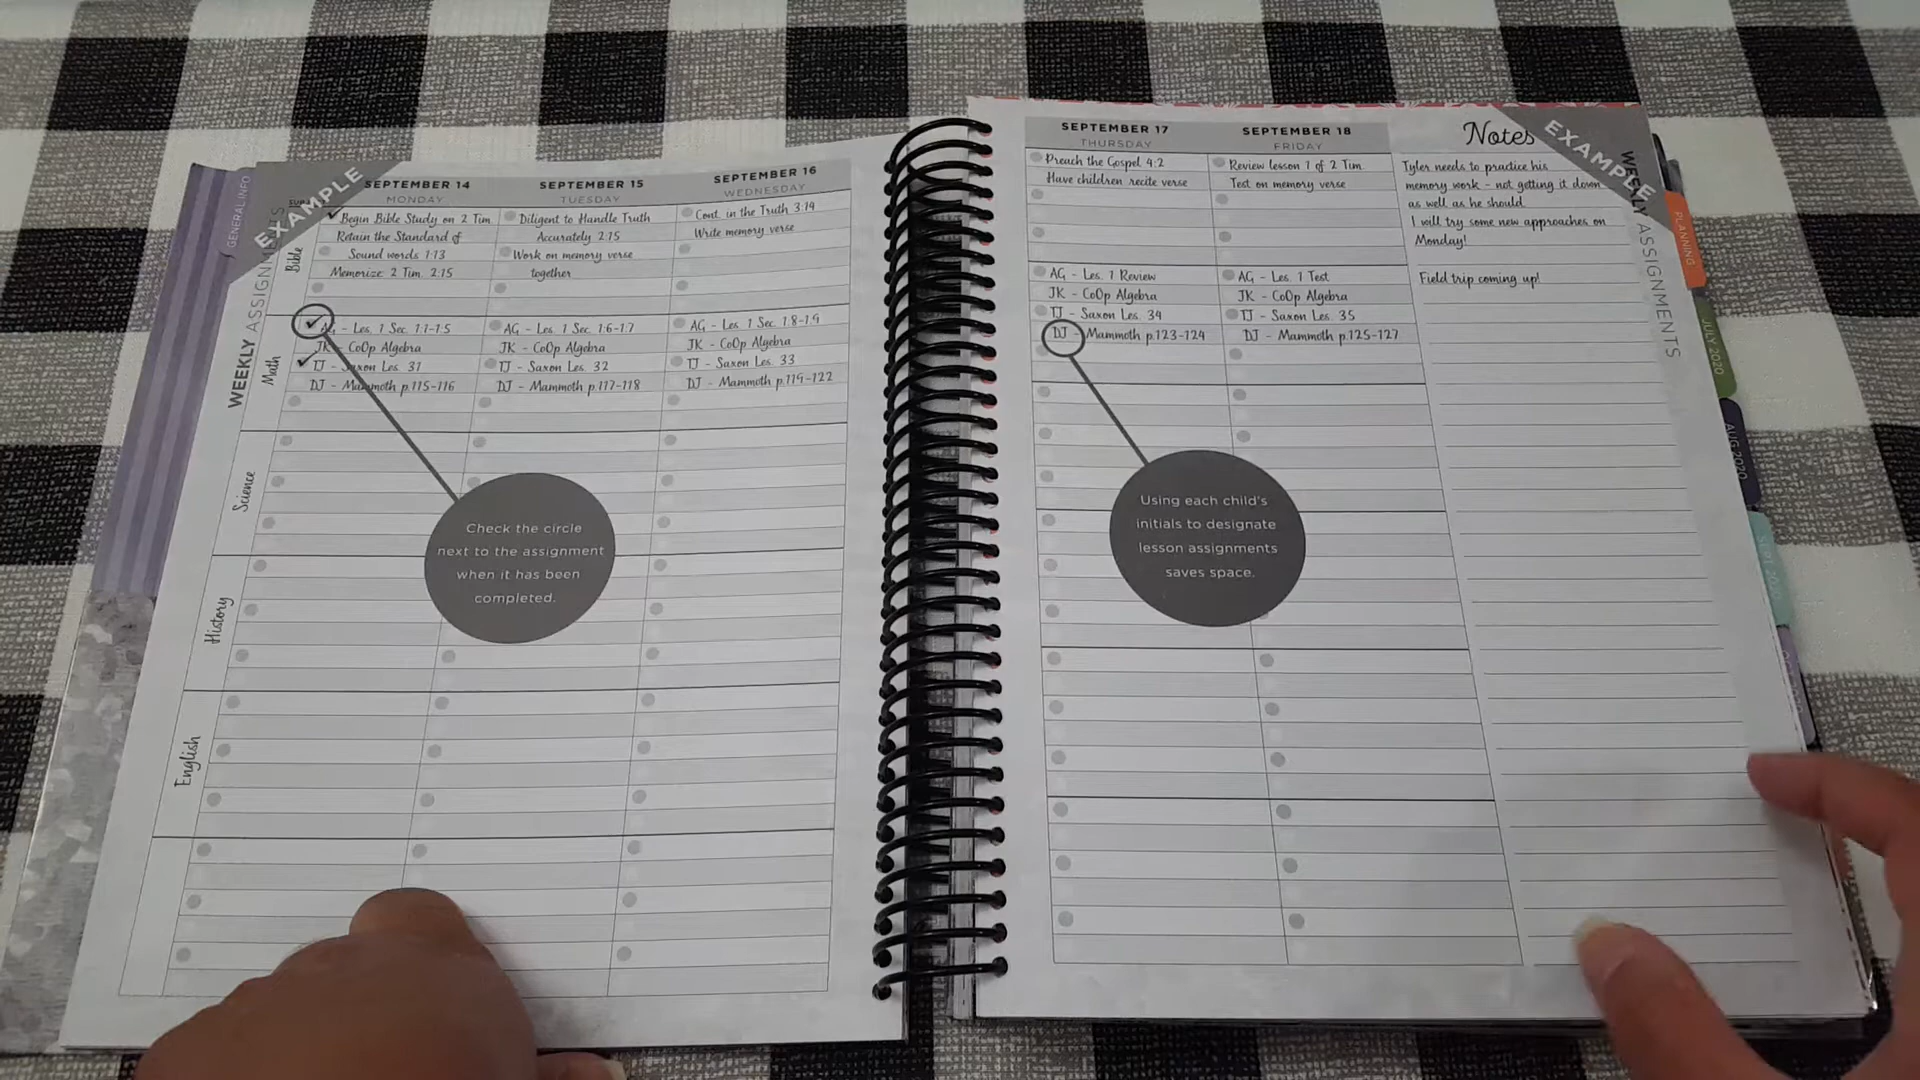 GENERAL INFO
WEEKLY ASSIGNMENTS
EXAMPLE
SEPTEMBER 14
MONDAY
SEPTEMBER 15
TUESDAY
SEPTEMBER 16
WEDNESDAY
Bible
Begin Bible Study on 2 Tim.
Retain the Standard of
Sound words 1:13
Memorize: 2 Tim. 2:15
Diligent to Handle Truth
Accurately 2:15
Work on memory verse
together
Cont. in the Truth 3:14
Write memory verse
Math
AG - Les. 1 Sec. 1.1-1.5
JK - CoOp Algebra
TJ - Saxon Les. 31
DJ - Mammoth p.115-116
AG - Les. 1 Sec. 1.6-1.7
JK - CoOp Algebra
TJ - Saxon Les. 32
DJ - Mammoth p.117-118
AG - Les. 1 Sec. 1.8-1.9
JK - CoOp Algebra
TJ - Saxon Les. 33
DJ - Mammoth p.119-122
Science
History
English
Check the circle
next to the assignment
when it has been
completed.
SEPTEMBER 17
THURSDAY
SEPTEMBER 18
FRIDAY
Notes
EXAMPLE
WEEKLY ASSIGNMENTS
Preach the Gospel 4:2
Have children recite verse
Review lesson 1 of 2 Tim.
Test on memory verse
AG - Les. 1 Review
JK - CoOp Algebra
TJ - Saxon Les. 34
DJ - Mammoth p.123-124
AG - Les. 1 Test
JK - CoOp Algebra
TJ - Saxon Les. 35
DJ - Mammoth p.125-127
Tyler needs to practice his
memory work - not getting it down
as well as he should.
I will try some new approaches on
Monday!
Field trip coming up!
Using each child's
initials to designate
lesson assignments
saves space.
PLANNING
JULY 2020
AUG 2020
SEPT 2020